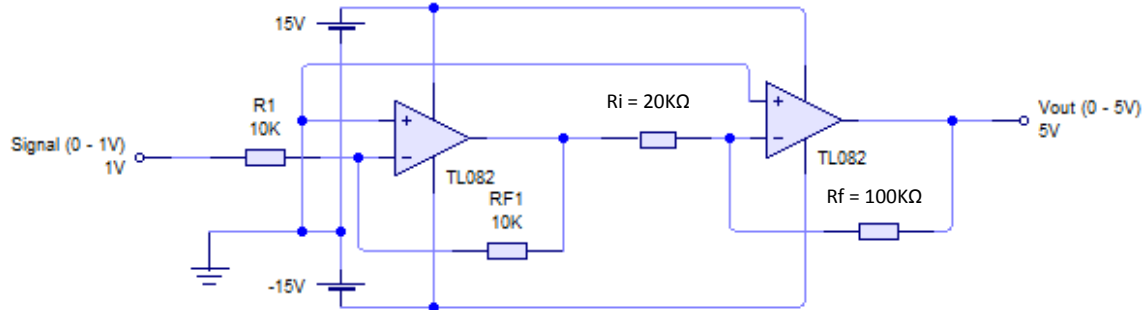 15V
R1
10K
Signal (0 - 1V)
1V
+
−
TL082
RF1
10K
-15V
Ri = 20KΩ
+
−
TL082
Rf = 100KΩ
Vout (0 - 5V)
5V